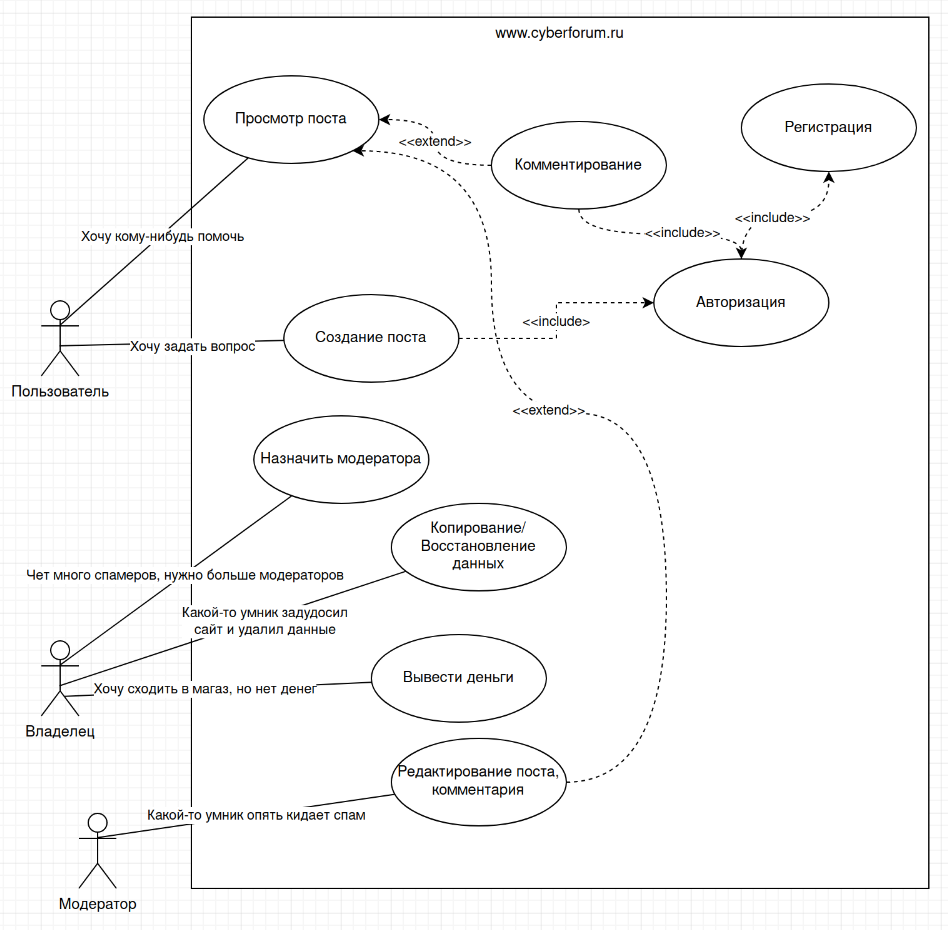 www.cyberforum.ru
Просмотр поста
<<extend>>
Комментирование
Регистрация
<<include>>
<<include>>
Хочу кому-нибудь помочь
Авторизация
<<include>
Создание поста
Хочу задать вопрос
Пользователь
<<extend>>
Назначить модератора
Копирование/
Восстановление
данных
Чет много спамеров, нужно больше модераторов
Какой-то умник задудосил
сайт и удалил данные
Вывести деньги
Хочу сходить в магаз, но нет денег
Владелец
Редактирование поста,
комментария
Какой-то умник опять кидает спам
Модератор